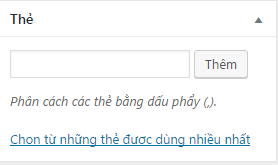 Thẻ
Thêm
Phân cách các thẻ bằng dấu phẩy (,).
Chọn từ những thẻ được dùng nhiều nhất